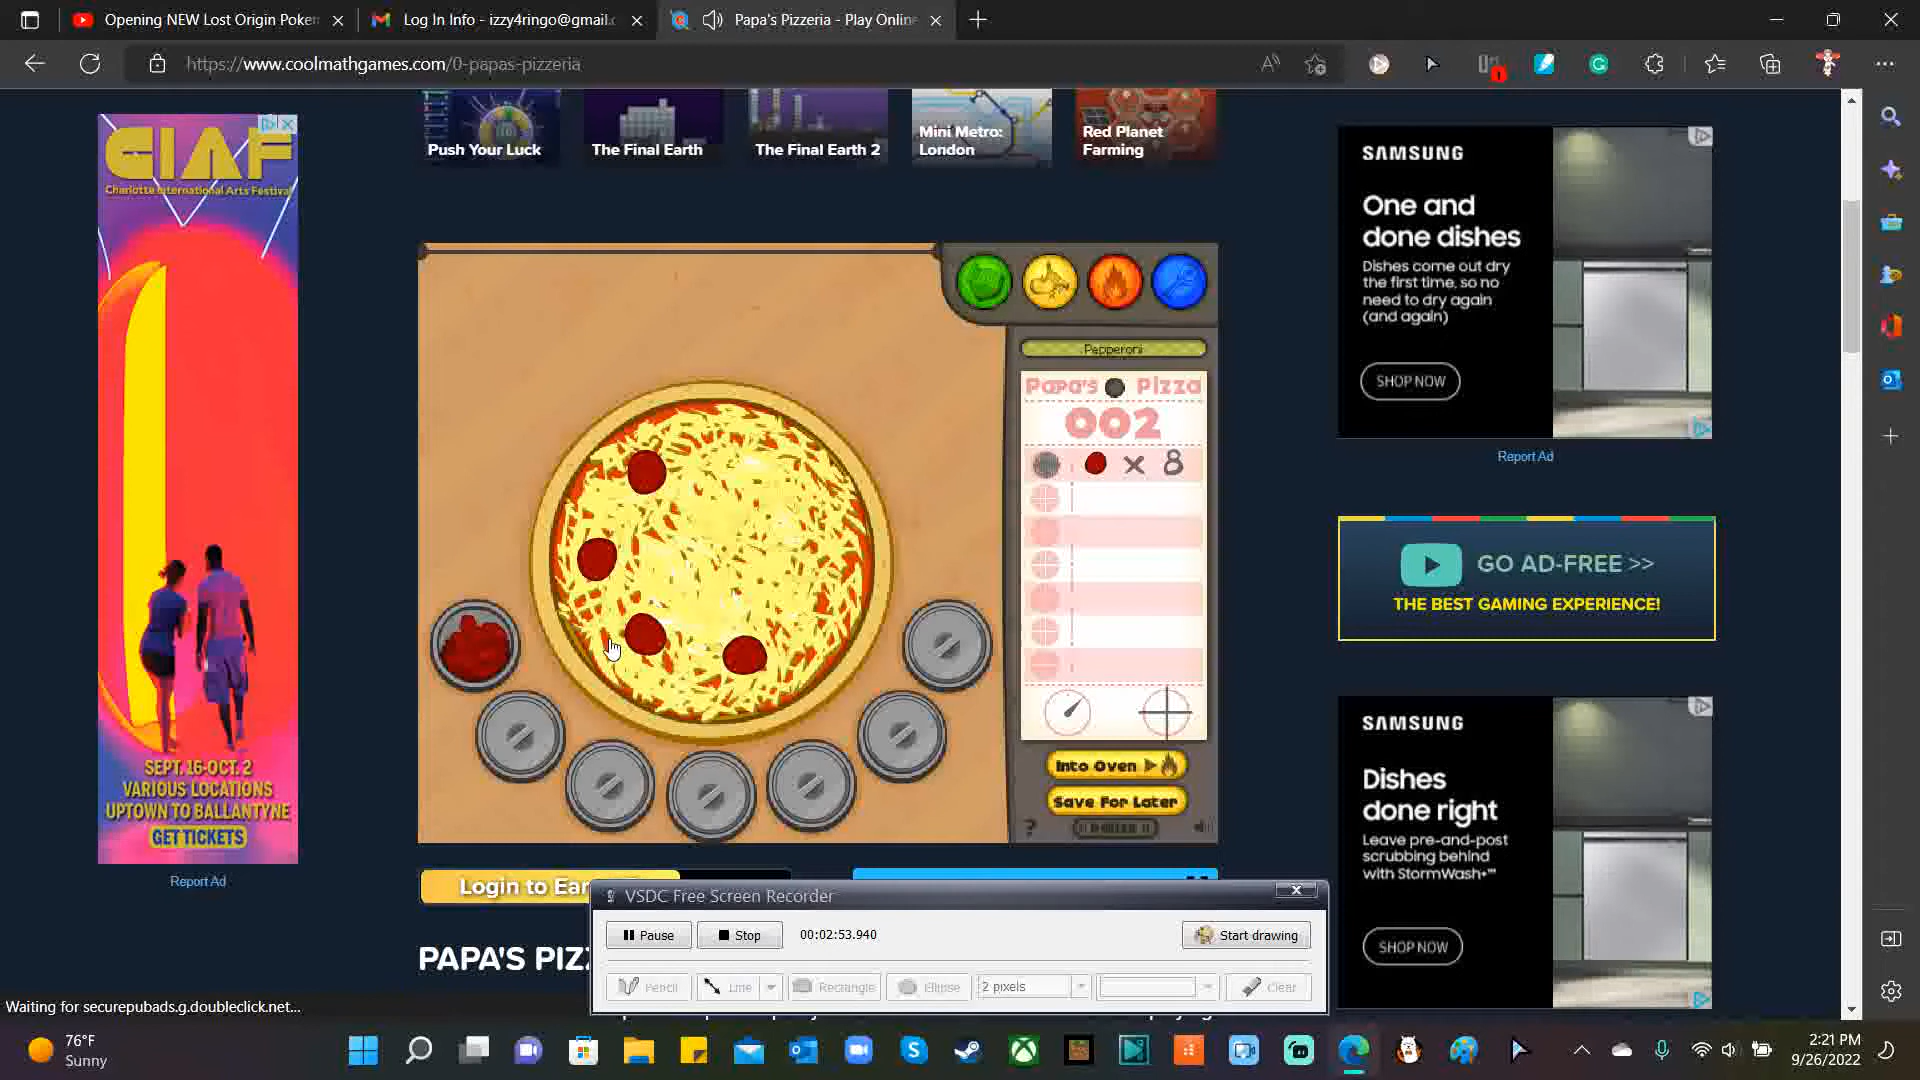 Opening NEW Lost Origin Poker
Log In Info - izzy4ringo@gmail.c
Papa's Pizzeria - Play Online
https://www.coolmathgames.com/0-papas-pizzeria
Push Your Luck
The Final Earth
The Final Earth 2
Mini Metro:
London
Red Planet
Farming
CIAF
Charlotte International Arts Festival
SEPT. 16-OCT. 2
VARIOUS LOCATIONS
UPTOWN TO BALLANTYNE
GET TICKETS
Report Ad
Pepperoni
Papa's Pizza
002
x 8
Into Oven
Save For Later
?
SAMSUNG
One and
done dishes
Dishes come out dry
the first time, so no
need to dry again
(and again)
SHOP NOW
Report Ad
GO AD-FREE >>
THE BEST GAMING EXPERIENCE!
SAMSUNG
Dishes
done right
Leave pre-and-post
scrubbing behind
with StormWash+™
SHOP NOW
Login to Ear
PAPA'S PIZZ
VSDC Free Screen Recorder
Pause
Stop
00:02:53.940
Start drawing
Pencil
Line
Rectangle
Ellipse
2 pixels
Clear
Waiting for securepubads.g.doubleclick.net...
76°F
Sunny
2:21 PM
9/26/2022